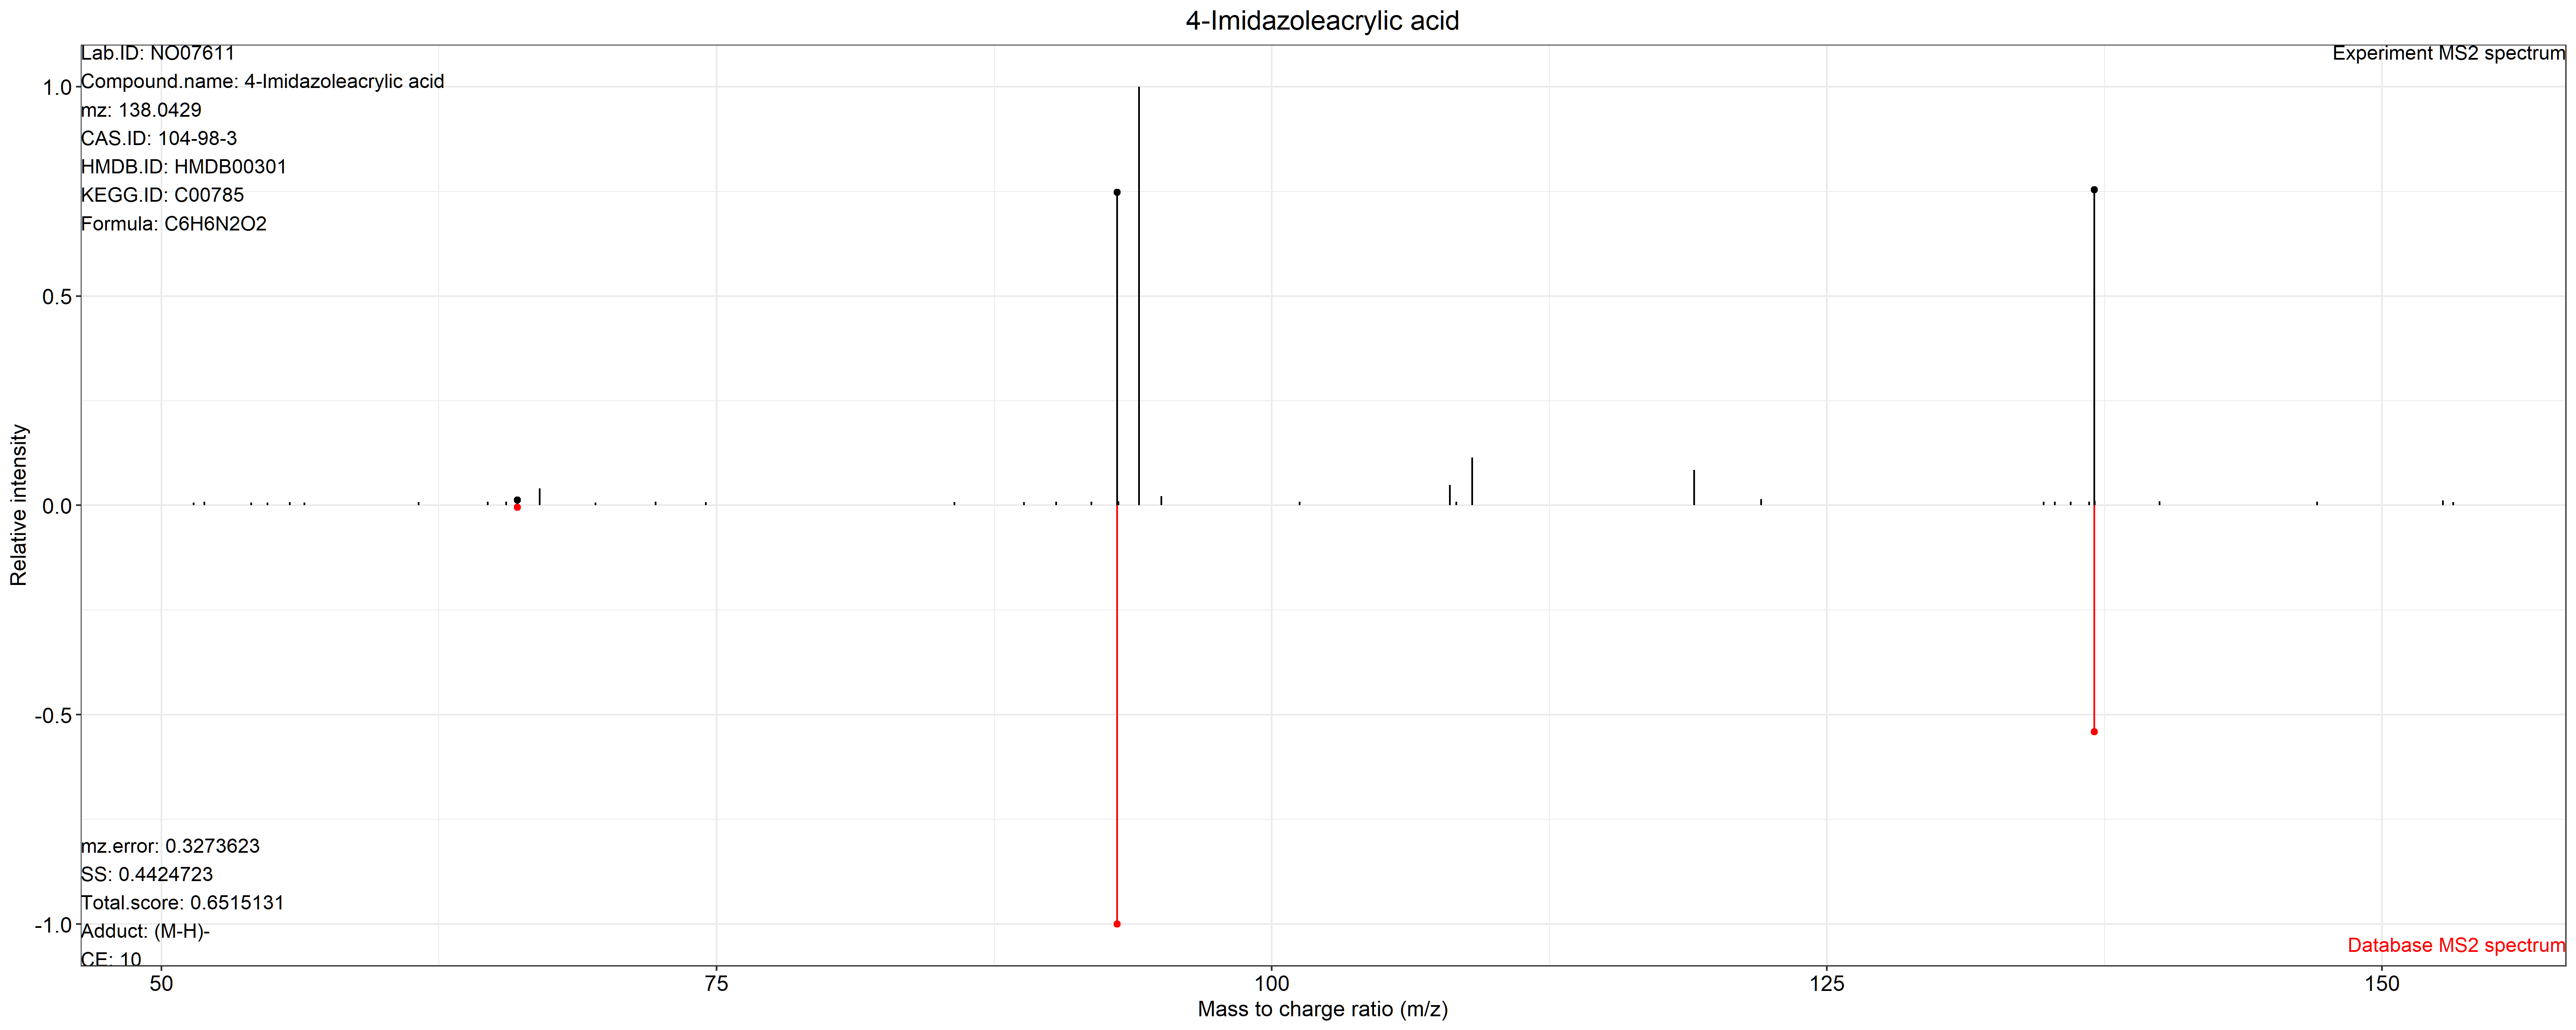 4-Imidazoleacrylic acid
Lab.ID: NO07611
Experiment MS2 spectrum
Compound.name: 4-Imidazoleacrylic acid
mz: 138.0429
CAS.ID: 104-98-3
HMDB.ID: HMDB00301
KEGG.ID: C00785
Formula: C6H6N2O2
1.0
0.5
0.0
-0.5
-1.0
Relative intensity
mz.error: 0.3273623
SS: 0.4424723
Total.score: 0.6515131
Adduct: (M-H)-
CE: 10
Database MS2 spectrum
50 75 100 125 150
Mass to charge ratio (m/z)